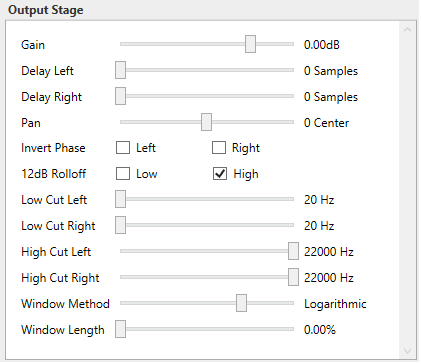 Output Stage
Gain 0.00dB
Delay Left 0 Samples
Delay Right 0 Samples
Pan 0 Center
Invert Phase Left Right
12dB Rolloff Low High
Low Cut Left 20 Hz
Low Cut Right 20 Hz
High Cut Left 22000 Hz
High Cut Right 22000 Hz
Window Method Logarithmic
Window Length 0.00%